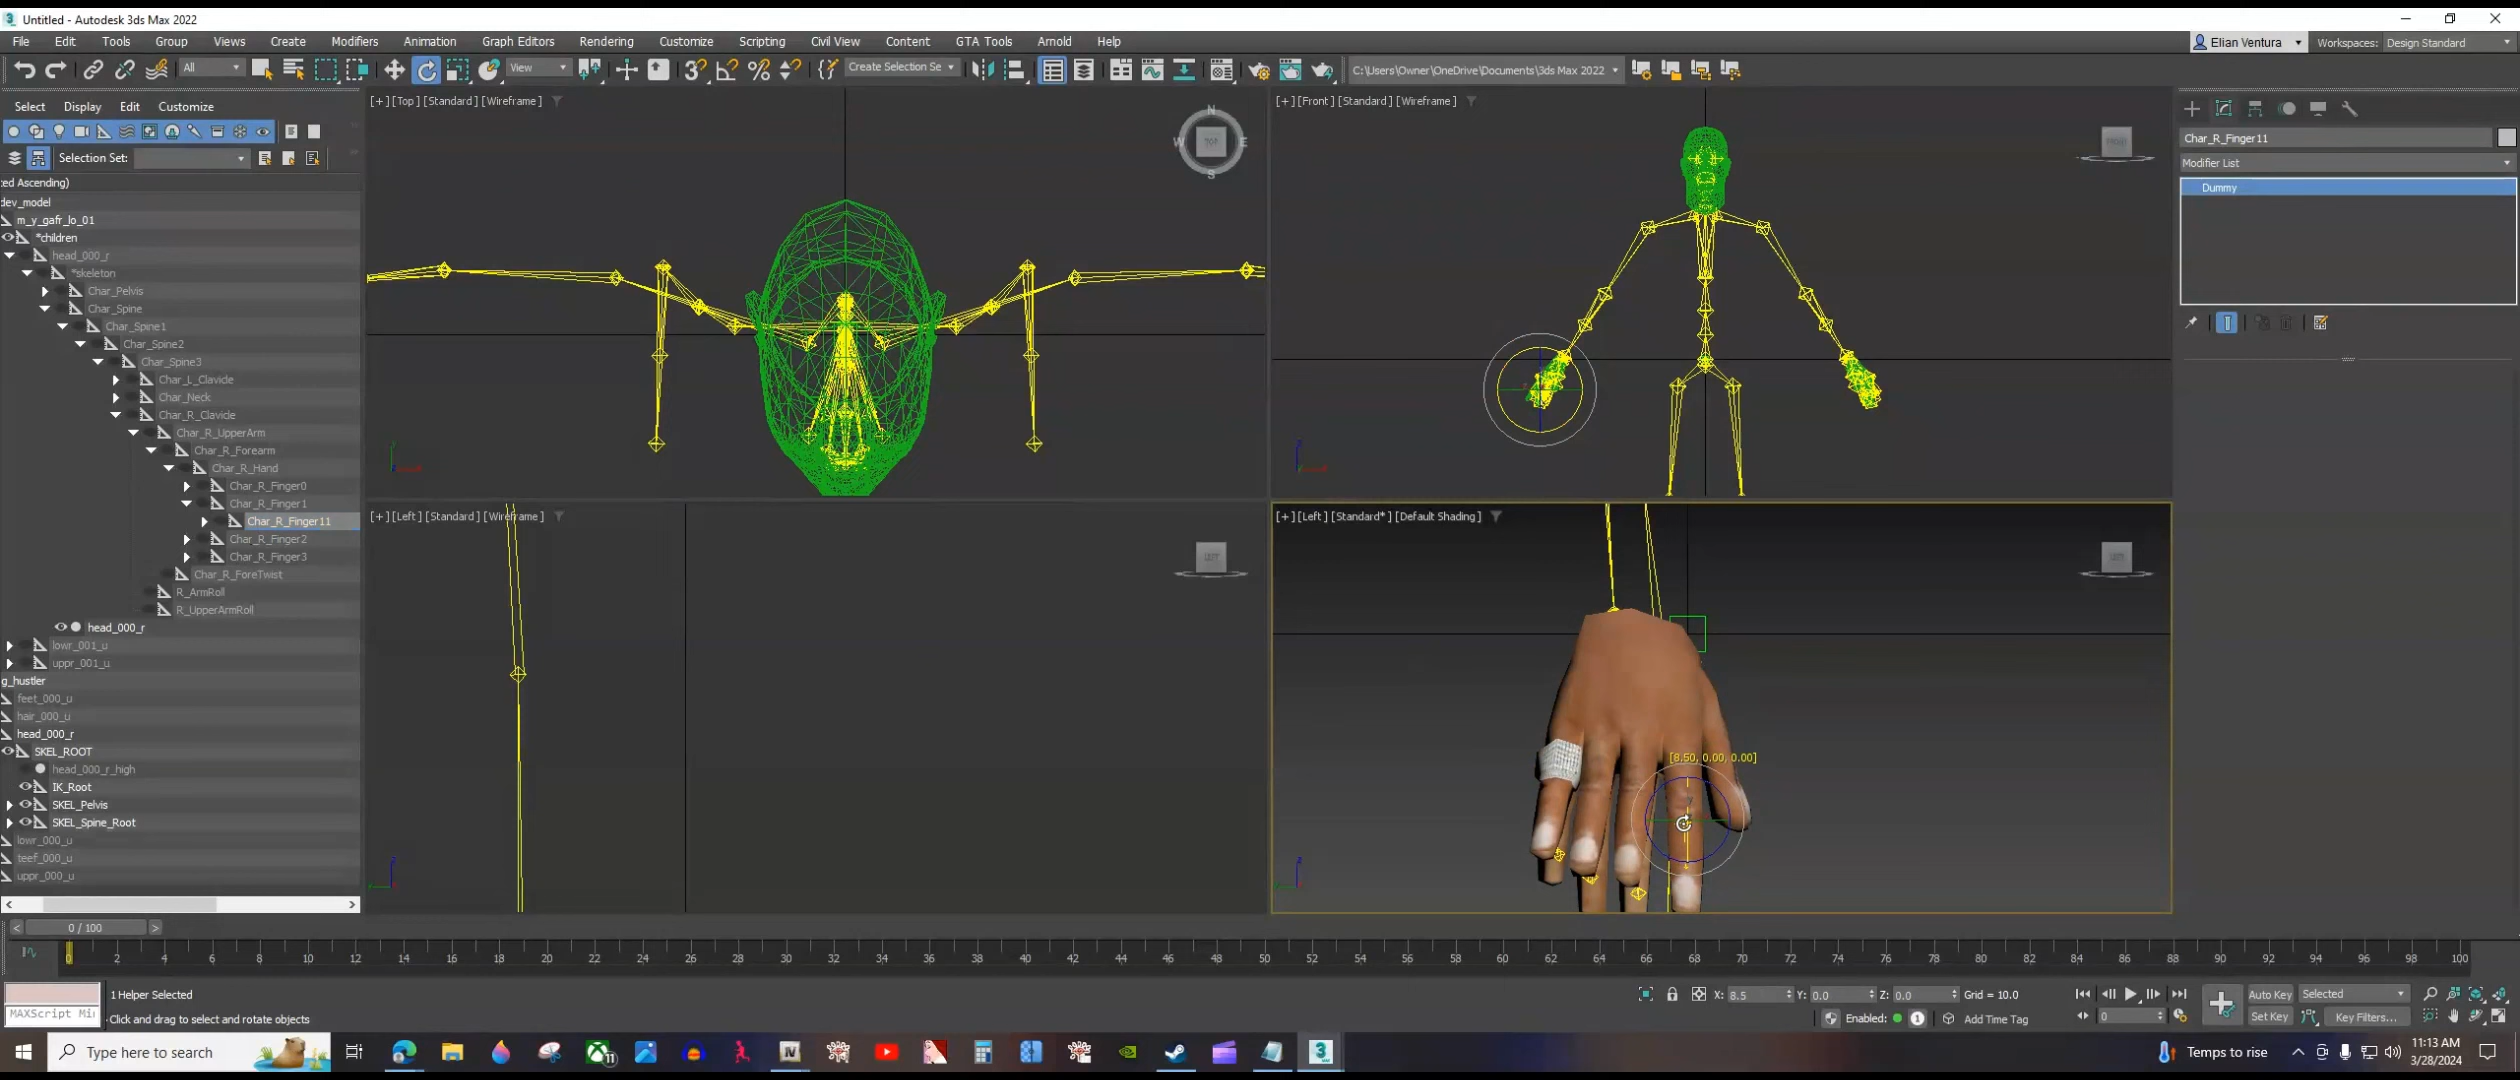 Untitled - Autodesk 3ds Max 2022
File Edit Tools Group Views Create Modifiers Animation Graph Editors Rendering Customize Scripting Civil View Content GTA Tools Arnold Help
Elian Ventura Workspaces: Design Standard
All View Create Selection Se C:\Users\Owner\OneDrive\Documents\3ds Max 2022
Select Display Edit Customize
Selection Set:
ted Ascending)
dev_model
m_y_gafr_lo_01
*children
head_000_r
*skeleton
Char_Pelvis
Char_Spine
Char_Spine1
Char_Spine2
Char_Spine3
Char_L_Clavicle
Char_Neck
Char_R_Clavicle
Char_R_UpperArm
Char_R_Forearm
Char_R_Hand
Char_R_Finger0
Char_R_Finger1
Char_R_Finger11
Char_R_Finger2
Char_R_Finger3
Char_R_ForeTwist
R_ArmRoll
R_UpperArmRoll
head_000_r
lowr_001_u
uppr_001_u
g_hustler
feet_000_u
hair_000_u
head_000_r
SKEL_ROOT
head_000_r_high
IK_Root
SKEL_Pelvis
SKEL_Spine_Root
lowr_000_u
teef_000_u
uppr_000_u
[+][Top][Standard][Wireframe]
N
W TOP E
S
[+][Front][Standard][Wireframe]
FRONT
[+][Left][Standard][Wireframe]
LEFT
[+][Left][Standard*][Default Shading]
LEFT
[8.50, 0.00, 0.00]
Char_R_Finger11
Modifier List
Dummy
< 0 / 100 >
0 2 4 6 8 10 12 14 16 18 20 22 24 26 28 30 32 34 36 38 40 42 44 46 48 50 52 54 56 58 60 62 64 66 68 70 72 74 76 78 80 82 84 86 88 90 92 94 96 98 100
1 Helper Selected
X: 8.5 Y: 0.0 Z: 0.0 Grid = 10.0
Auto Key Selected
MAXScript Mi
Click and drag to select and rotate objects
Enabled: 1 Add Time Tag
0
Set Key Key Filters...
Type here to search
11
IV
3
Temps to rise
11:13 AM
3/28/2024